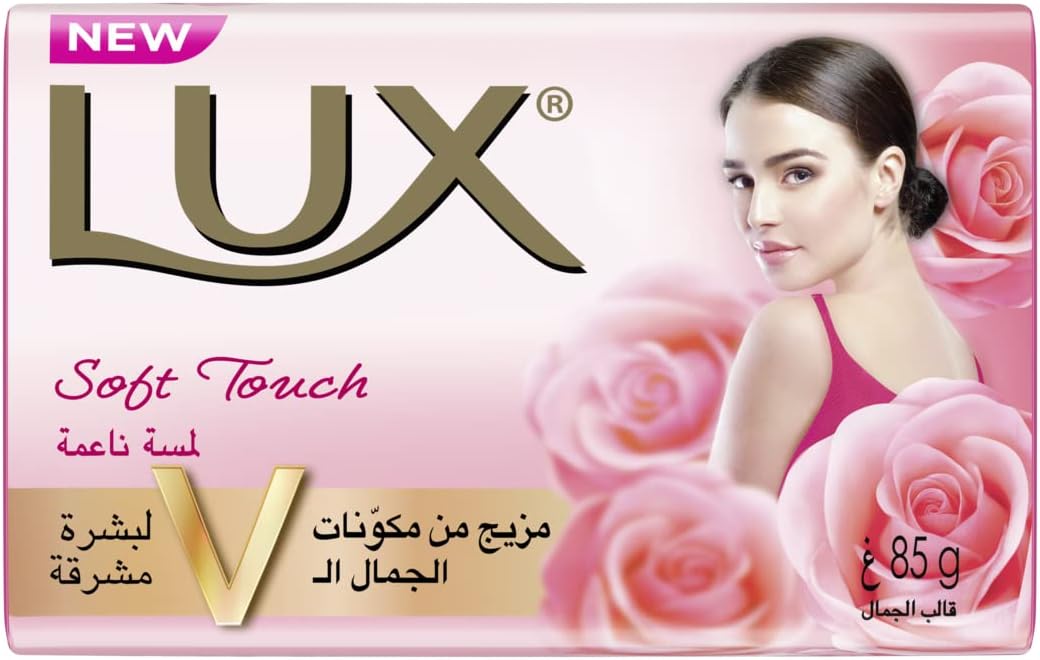 NEW
LUX®
Soft Touch
لمسة ناعمة
مزيج من مكوّنات
الجمال الـ
V
لبشرة
مشرقة
85 g غ
قالب الجمال